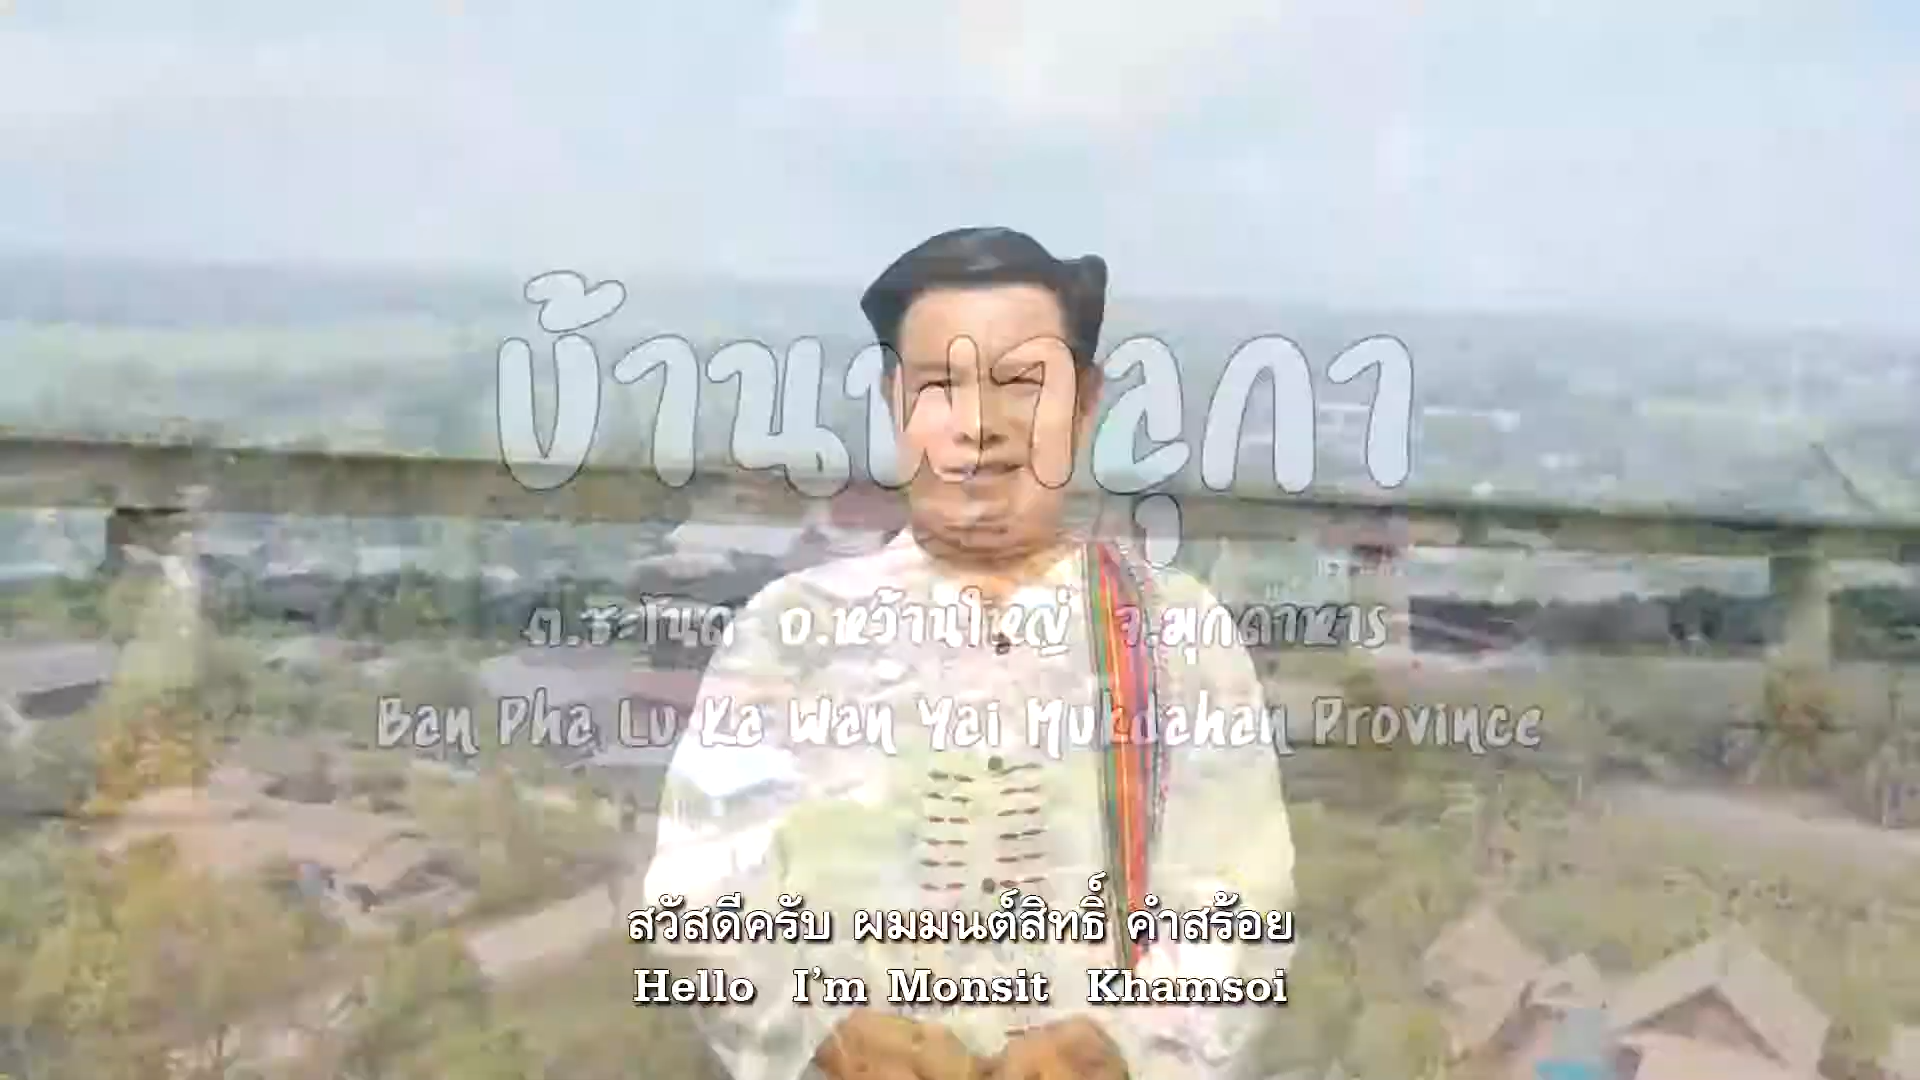 บ้านพาลุกา
ต.ชะโนด อ.หว้านใหญ่ จ.มุกดาหาร
Ban Pha Lu Ka Wan Yai Mukdahan Province
สวัสดีครับ ผมมนต์สิทธิ์ คำสร้อย
Hello I'm Monsit Khamsoi